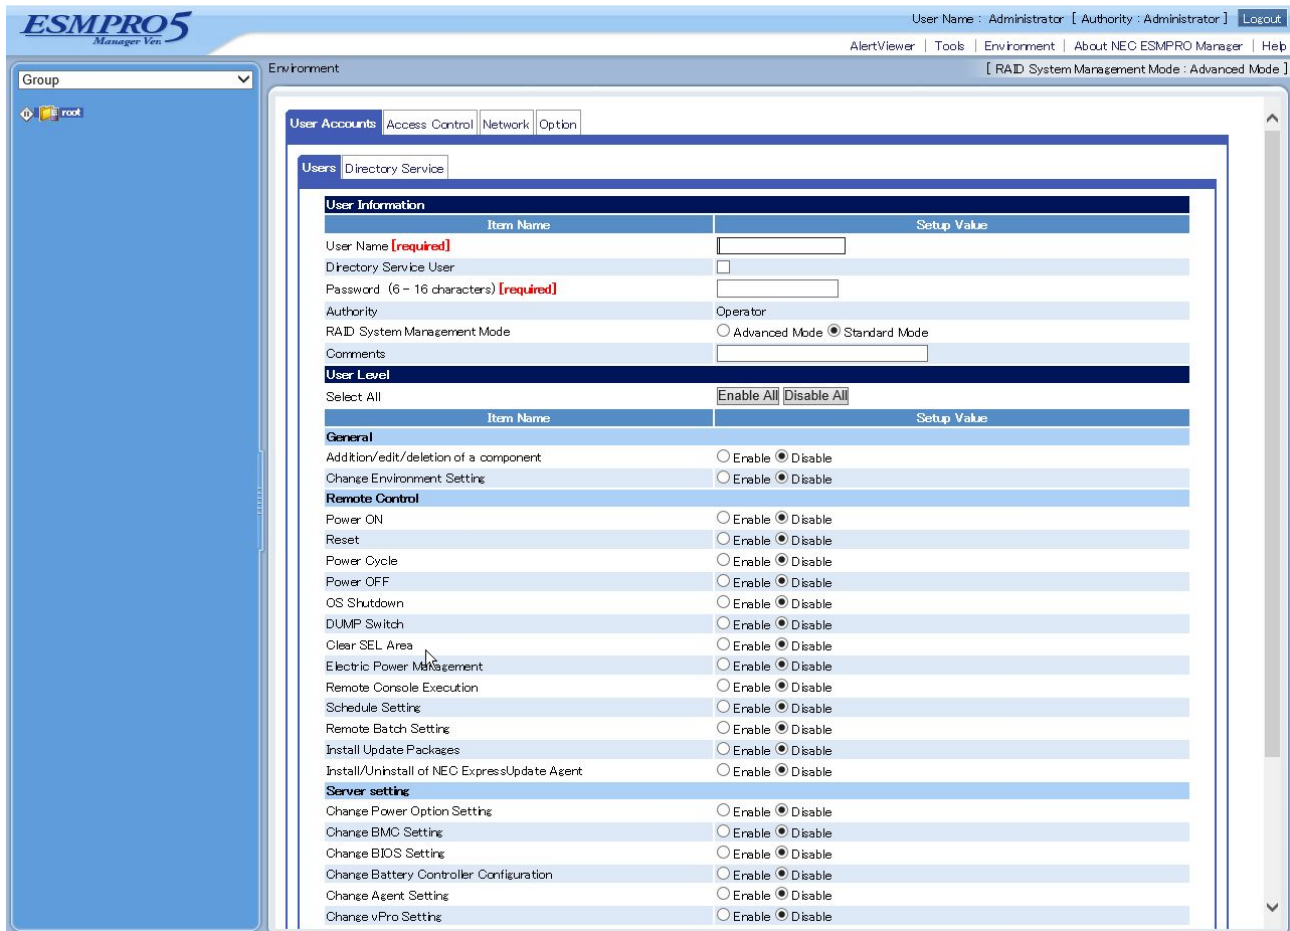 ESMPRO5
Manager Ver.
User Name : Administrator [ Authority : Administrator ] Logout
AlertViewer | Tools | Environment | About NEC ESMPRO Manager | Help
Group
Environment
[ RAID System Management Mode : Advanced Mode ]
root
User Accounts Access Control Network Option
Users Directory Service
User Information
Item Name Setup Value
User Name [required]
Directory Service User
Password (6 - 16 characters) [required]
Authority Operator
RAID System Management Mode Advanced Mode Standard Mode
Comments
User Level
Select All Enable All Disable All
Item Name Setup Value
General
Addition/edit/deletion of a component Enable Disable
Change Environment Setting Enable Disable
Remote Control
Power ON Enable Disable
Reset Enable Disable
Power Cycle Enable Disable
Power OFF Enable Disable
OS Shutdown Enable Disable
DUMP Switch Enable Disable
Clear SEL Area Enable Disable
Electric Power Management Enable Disable
Remote Console Execution Enable Disable
Schedule Setting Enable Disable
Remote Batch Setting Enable Disable
Install Update Packages Enable Disable
Install/Uninstall of NEC ExpressUpdate Agent Enable Disable
Server setting
Change Power Option Setting Enable Disable
Change BMC Setting Enable Disable
Change BIOS Setting Enable Disable
Change Battery Controller Configuration Enable Disable
Change Agent Setting Enable Disable
Change vPro Setting Enable Disable